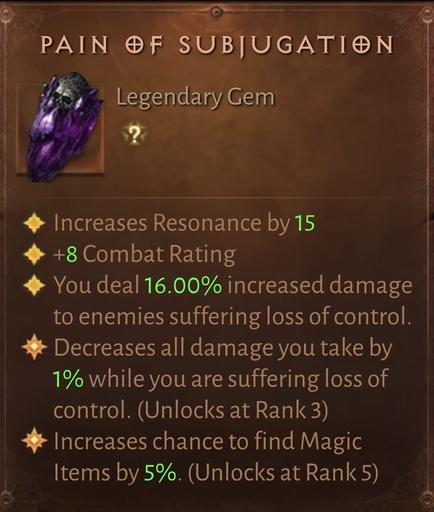 PAIN OF SUBJUGATION
Legendary Gem
?
Increases Resonance by 15
+8 Combat Rating
You deal 16.00% increased damage
to enemies suffering loss of control.
Decreases all damage you take by
1% while you are suffering loss of
control. (Unlocks at Rank 3)
Increases chance to find Magic
Items by 5%. (Unlocks at Rank 5)